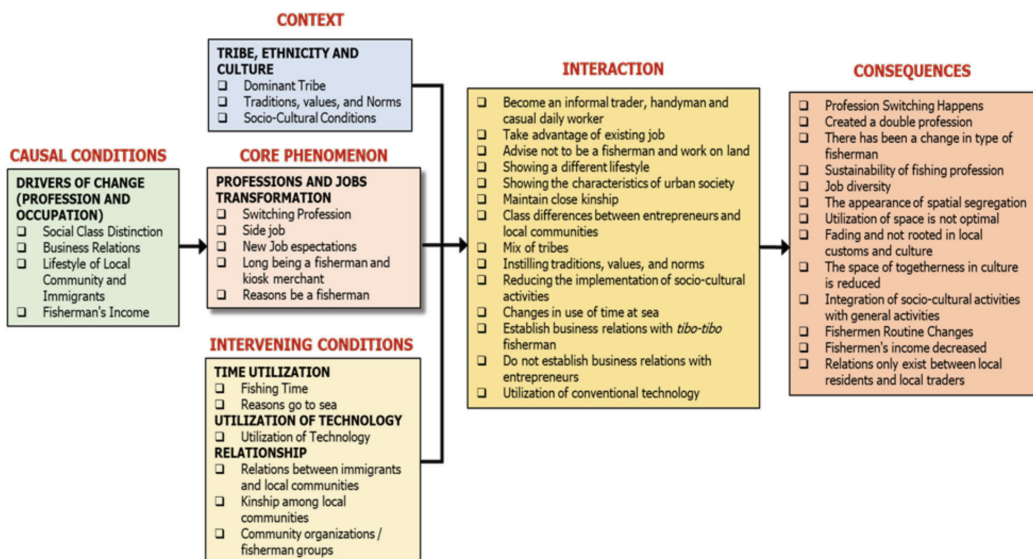 CONTEXT
TRIBE, ETHNICITY AND
CULTURE
❑ Dominant Tribe
❑ Traditions, values, and Norms
❑ Socio-Cultural Conditions
CAUSAL CONDITIONS
DRIVERS OF CHANGE
(PROFESSION AND
OCCUPATION)
❑ Social Class Distinction
❑ Business Relations
❑ Lifestyle of Local
Community and
Immigrants
❑ Fisherman's Income
CORE PHENOMENON
PROFESSIONS AND JOBS
TRANSFORMATION
❑ Switching Profession
❑ Side job
❑ New Job espectations
❑ Long being a fisherman and
kiosk merchant
❑ Reasons be a fisherman
INTERVENING CONDITIONS
TIME UTILIZATION
❑ Fishing Time
❑ Reasons go to sea
UTILIZATION OF TECHNOLOGY
❑ Utilization of Technology
RELATIONSHIP
❑ Relations between immigrants
and local communities
❑ Kinship among local
communities
❑ Community organizations /
fisherman groups
INTERACTION
❑ Become an informal trader, handyman and
casual daily worker
❑ Take advantage of existing job
❑ Advise not to be a fisherman and work on land
❑ Showing a different lifestyle
❑ Showing the characteristics of urban society
❑ Maintain close kinship
❑ Class differences between entrepreneurs and
local communities
❑ Mix of tribes
❑ Instilling traditions, values, and norms
❑ Reducing the implementation of socio-cultural
activities
❑ Changes in use of time at sea
❑ Establish business relations with tibo-tibo
fisherman
❑ Do not establish business relations with
entrepreneurs
❑ Utilization of conventional technology
CONSEQUENCES
❑ Profession Switching Happens
❑ Created a double profession
❑ There has been a change in type of
fisherman
❑ Sustainability of fishing profession
❑ Job diversity
❑ The appearance of spatial segregation
❑ Utilization of space is not optimal
❑ Fading and not rooted in local
customs and culture
❑ The space of togetherness in culture
is reduced
❑ Integration of socio-cultural activities
with general activities
❑ Fishermen Routine Changes
❑ Fishermen's income decreased
❑ Relations only exist between local
residents and local traders